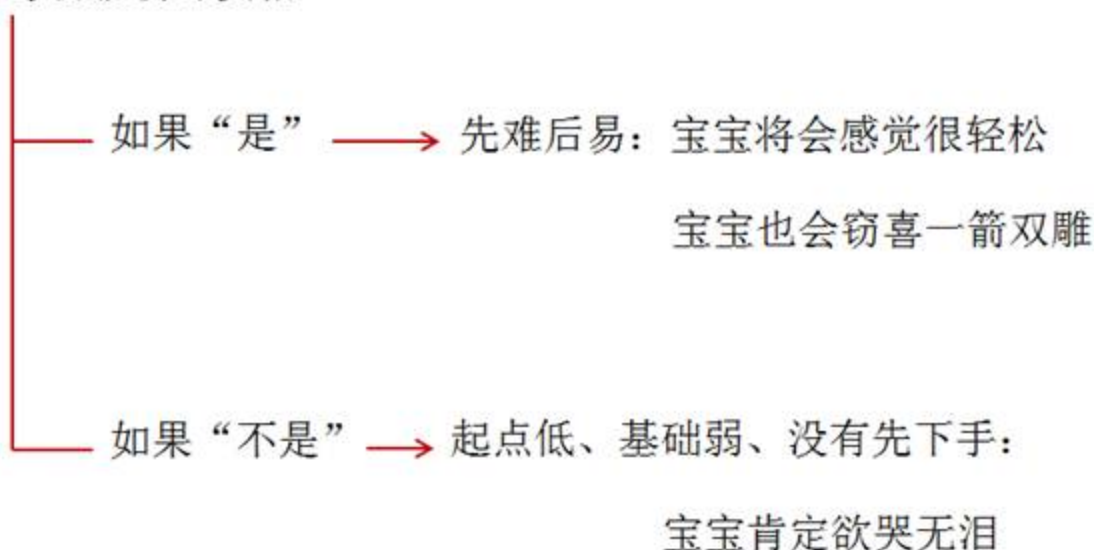 如果“是” 先难后易：宝宝将会感觉很轻松
宝宝也会窃喜一箭双雕
如果“不是” 起点低、基础弱、没有先下手：
宝宝肯定欲哭无泪